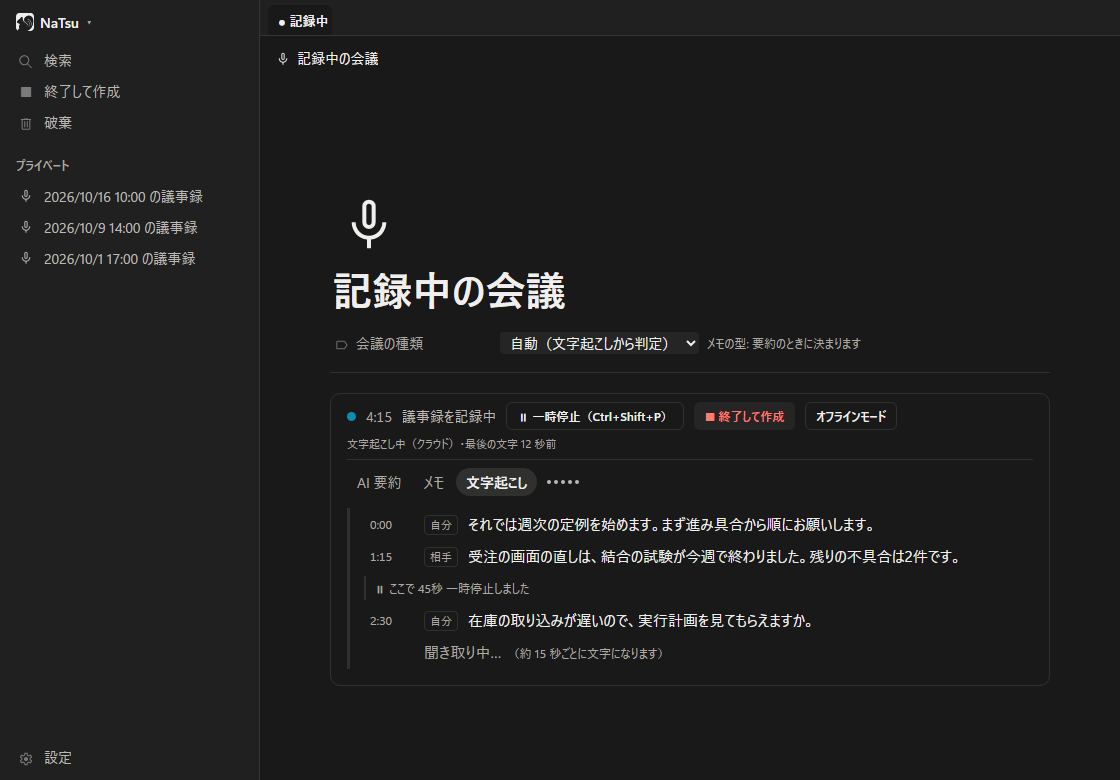 NaTsu
検索
終了して作成
破棄
プライベート
2026/10/16 10:00 の議事録
2026/10/9 14:00 の議事録
2026/10/1 17:00 の議事録
設定
● 記録中
記録中の会議
記録中の会議
会議の種類 自動（文字起こしから判定） メモの型: 要約のときに決まります
4:15 議事録を記録中 ⏸ 一時停止（Ctrl+Shift+P） ■ 終了して作成 オフラインモード
文字起こし中（クラウド）・最後の文字 12 秒前
AI 要約 メモ 文字起こし •••••
0:00 自分 それでは週次の定例を始めます。まず進み具合から順にお願いします。
1:15 相手 受注の画面の直しは、結合の試験が今週で終わりました。残りの不具合は2件です。
⏸ ここで 45秒 一時停止しました
2:30 自分 在庫の取り込みが遅いので、実行計画を見てもらえますか。
聞き取り中… （約 15 秒ごとに文字になります）